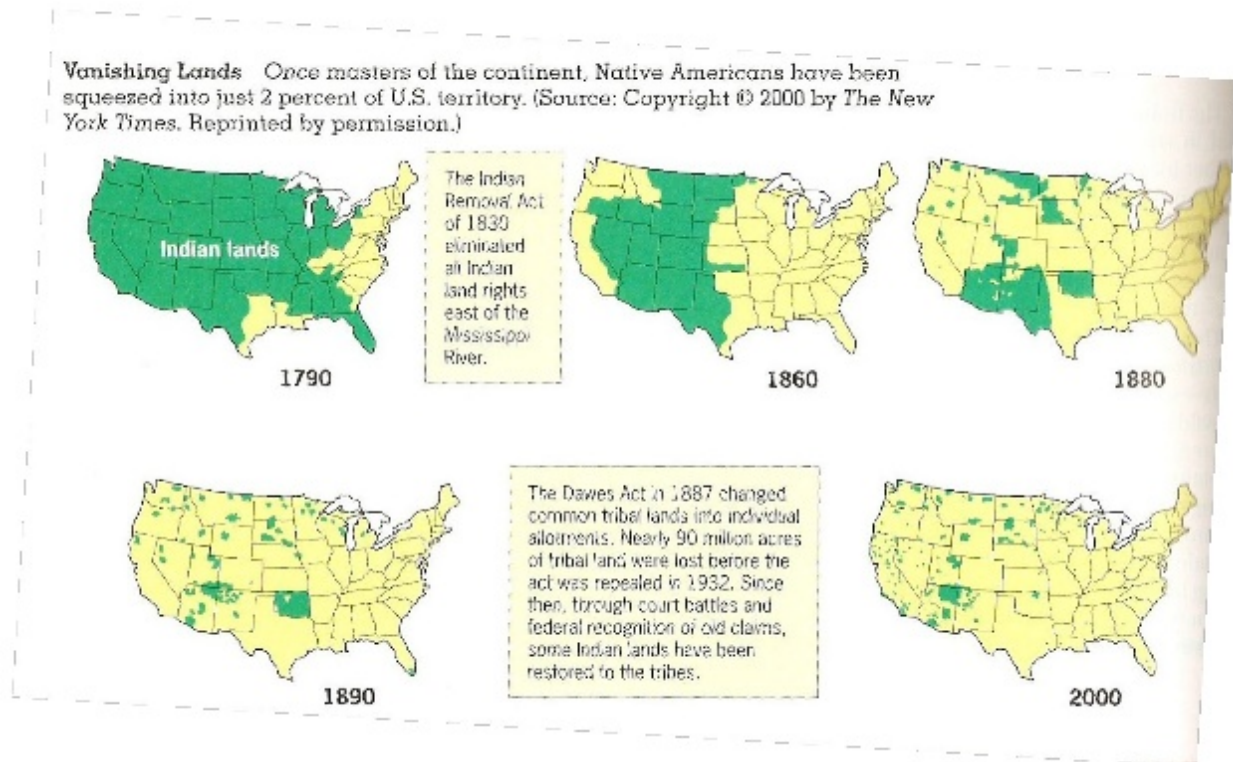 Vanishing Lands Once masters of the continent, Native Americans have been
squeezed into just 2 percent of U.S. territory. (Source: Copyright © 2000 by The New
York Times. Reprinted by permission.)
Indian lands
1790
The Indian
Removal Act
of 1830
eliminated
all Indian
land rights
east of the
Mississippi
River.
1860
1880
1890
The Dawes Act in 1887 changed
common tribal lands into individual
allotments. Nearly 90 million acres
of tribal land were lost before the
act was repealed in 1932. Since
then, through court battles and
federal recognition of old claims,
some Indian lands have been
restored to the tribes.
2000